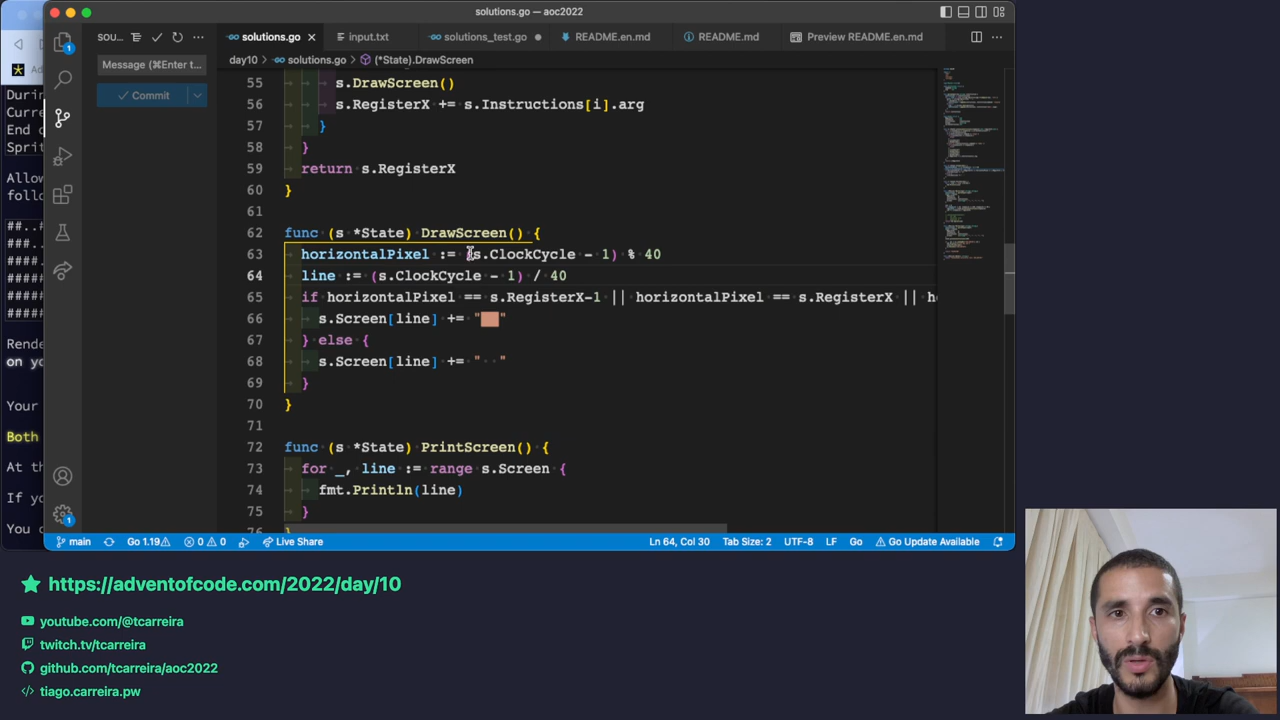 solutions.go — aoc2022
SOU...
solutions.go
input.txt
solutions_test.go
README.en.md
README.md
Preview README.en.md
Message (⌘Enter t...
day10 > solutions.go > (*State).DrawScreen
Commit
55 s.DrawScreen()
56 s.RegisterX += s.Instructions[i].arg
57 }
58 }
59 return s.RegisterX
60 }
61
62 func (s *State) DrawScreen() {
63 horizontalPixel := (s.ClockCycle - 1) % 40
64 line := (s.ClockCycle - 1) / 40
65 if horizontalPixel == s.RegisterX-1 || horizontalPixel == s.RegisterX || h
66 s.Screen[line] += "██"
67 } else {
68 s.Screen[line] += "  "
69 }
70 }
71
72 func (s *State) PrintScreen() {
73 for _, line := range s.Screen {
74 fmt.Println(line)
75 }
76 }
Durin
Curre
End o
Sprit
Allow
follo
##..#
###..
####.
#####
#####
#####
Rende
on yo
Your
Both
At th
If yo
You c
main
Go 1.19
0
0
Live Share
Ln 64, Col 30
Tab Size: 2
UTF-8
LF
Go
Go Update Available
https://adventofcode.com/2022/day/10
youtube.com/@tcarreira
twitch.tv/tcarreira
github.com/tcarreira/aoc2022
tiago.carreira.pw